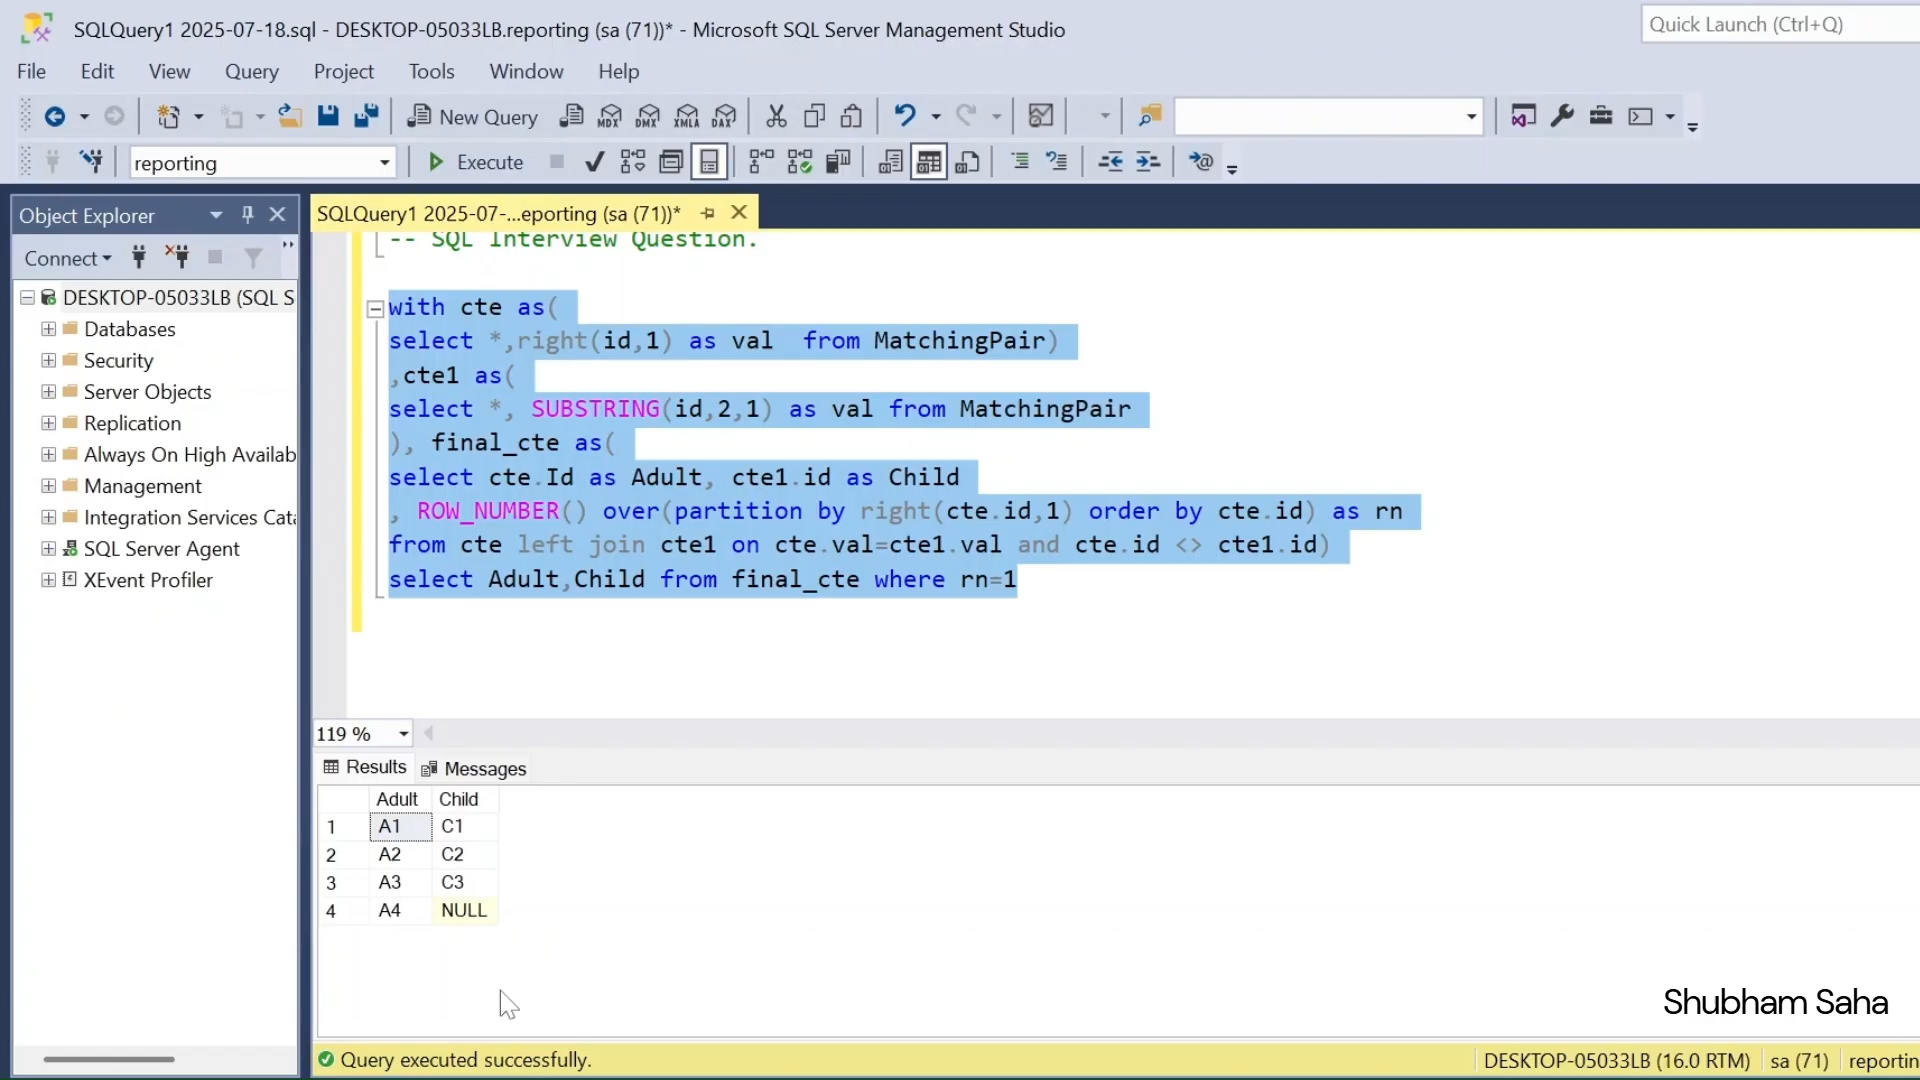 SQLQuery1 2025-07-18.sql - DESKTOP-05033LB.reporting (sa (71))* - Microsoft SQL Server Management Studio
Quick Launch (Ctrl+Q)
File Edit View Query Project Tools Window Help
New Query MDX DMX XMLA DAX
reporting Execute
Object Explorer
SQLQuery1 2025-07-...eporting (sa (71))*
Connect
DESKTOP-05033LB (SQL S
Databases
Security
Server Objects
Replication
Always On High Availab
Management
Integration Services Cata
SQL Server Agent
XEvent Profiler
-- SQL Interview Question.
with cte as(
select *,right(id,1) as val  from MatchingPair)
,cte1 as(
select *, SUBSTRING(id,2,1) as val from MatchingPair
), final_cte as(
select cte.Id as Adult, cte1.id as Child
, ROW_NUMBER() over(partition by right(cte.id,1) order by cte.id) as rn
from cte left join cte1 on cte.val=cte1.val and cte.id <> cte1.id)
select Adult,Child from final_cte where rn=1
119 %
Results Messages
Adult Child
1 A1 C1
2 A2 C2
3 A3 C3
4 A4 NULL
Shubham Saha
Query executed successfully.
DESKTOP-05033LB (16.0 RTM) sa (71) reportin